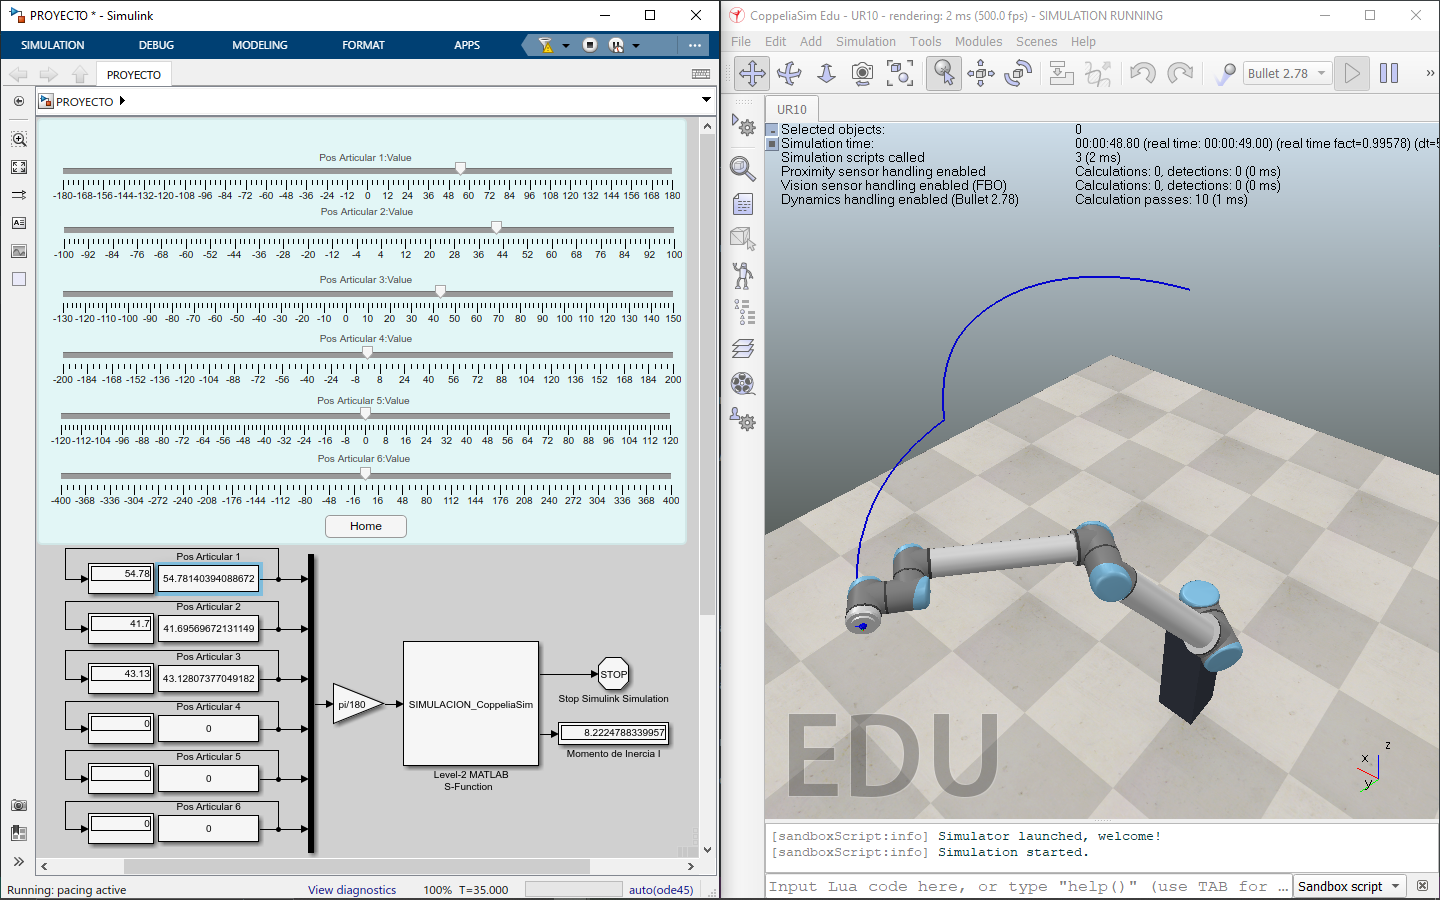 PROYECTO * - Simulink
SIMULATION DEBUG MODELING FORMAT APPS
PROYECTO
PROYECTO
Pos Articular 1:Value
-180 -168 -156 -144 -132 -120 -108 -96 -84 -72 -60 -48 -36 -24 -12 0 12 24 36 48 60 72 84 96 108 120 132 144 156 168 180
Pos Articular 2:Value
-100 -92 -84 -76 -68 -60 -52 -44 -36 -28 -20 -12 -4 4 12 20 28 36 44 52 60 68 76 84 92 100
Pos Articular 3:Value
-130 -120 -110 -100 -90 -80 -70 -60 -50 -40 -30 -20 -10 0 10 20 30 40 50 60 70 80 90 100 110 120 130 140 150
Pos Articular 4:Value
-200 -184 -168 -152 -136 -120 -104 -88 -72 -56 -40 -24 -8 8 24 40 56 72 88 104 120 136 152 168 184 200
Pos Articular 5:Value
-120 -112 -104 -96 -88 -80 -72 -64 -56 -48 -40 -32 -24 -16 -8 0 8 16 24 32 40 48 56 64 72 80 88 96 104 112 120
Pos Articular 6:Value
-400 -368 -336 -304 -272 -240 -208 -176 -144 -112 -80 -48 -16 16 48 80 112 144 176 208 240 272 304 336 368 400
Home
Pos Articular 1
54.78 54.78140394088672
Pos Articular 2
41.7 41.69569672131149
Pos Articular 3
43.13 43.12807377049182
Pos Articular 4
0 0
Pos Articular 5
0 0
Pos Articular 6
0 0
pi/180
SIMULACION_CoppeliaSim
Level-2 MATLAB
S-Function
STOP
Stop Simulink Simulation
8.2224788339957
Momento de Inercia I
Running: pacing active View diagnostics 100% T=35.000 auto(ode45)
CoppeliaSim Edu - UR10 - rendering: 2 ms (500.0 fps) - SIMULATION RUNNING
File Edit Add Simulation Tools Modules Scenes Help
Bullet 2.78
UR10
Selected objects: 0
Simulation time: 00:00:48.80 (real time: 00:00:49.00) (real time fact=0.99578) (dt=5
Simulation scripts called 3 (2 ms)
Proximity sensor handling enabled Calculations: 0, detections: 0 (0 ms)
Vision sensor handling enabled (FBO) Calculations: 0, detections: 0 (0 ms)
Dynamics handling enabled (Bullet 2.78) Calculation passes: 10 (1 ms)
EDU
x
y
z
[sandboxScript:info] Simulator launched, welcome!
[sandboxScript:info] Simulation started.
Input Lua code here, or type "help()" (use TAB for ... Sandbox script